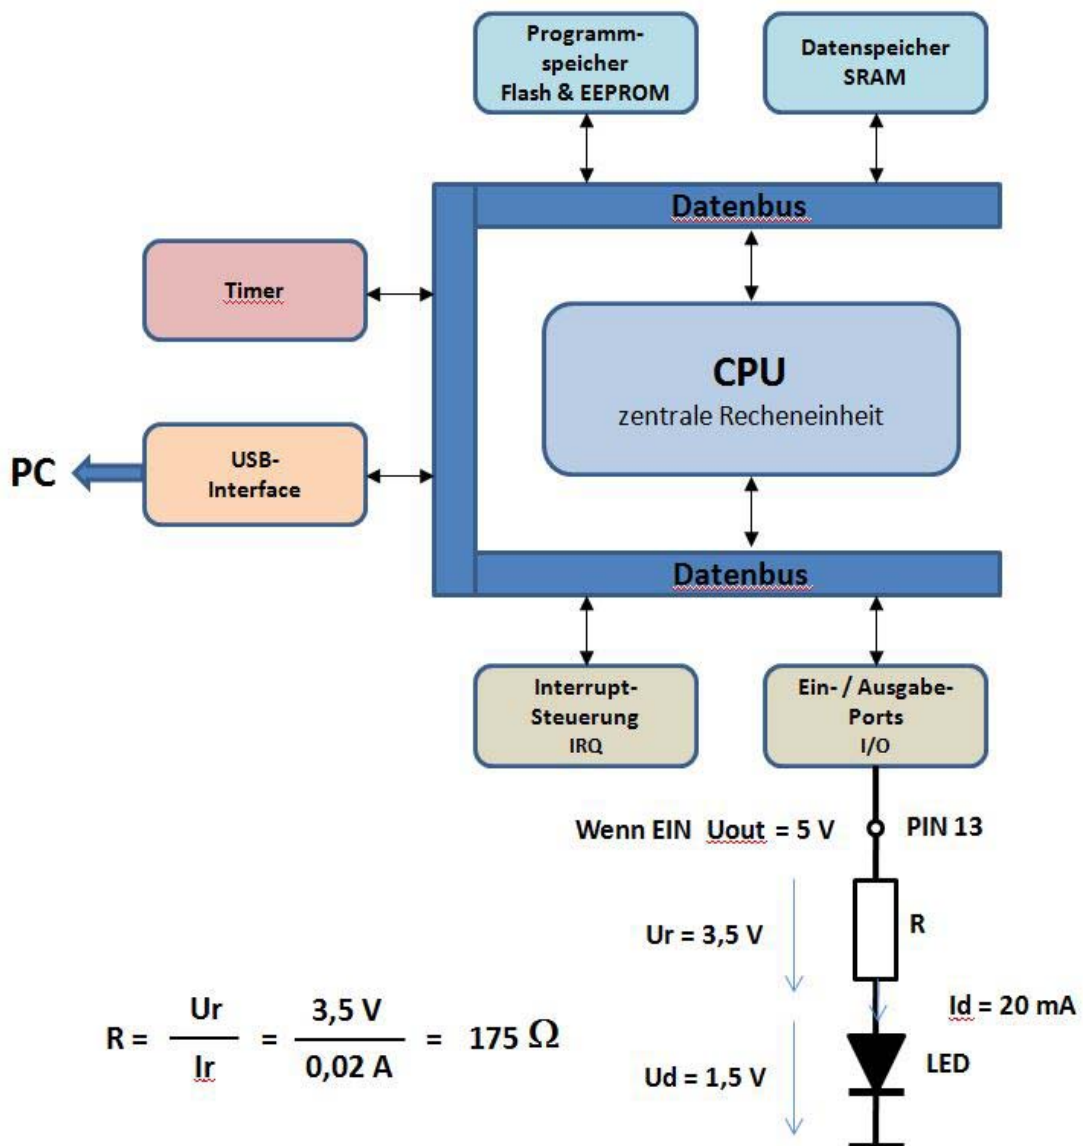 Programm-
speicher
Flash & EEPROM
Datenspeicher
SRAM
Datenbus
Timer
CPU
zentrale Recheneinheit
PC
USB-
Interface
Datenbus
Interrupt-
Steuerung
IRQ
Ein- / Ausgabe-
Ports
I/O
Wenn EIN Uout = 5 V
PIN 13
Ur = 3,5 V
R
Id = 20 mA
R = Ur / Ir = 3,5 V / 0,02 A = 175 Ω
LED
Ud = 1,5 V